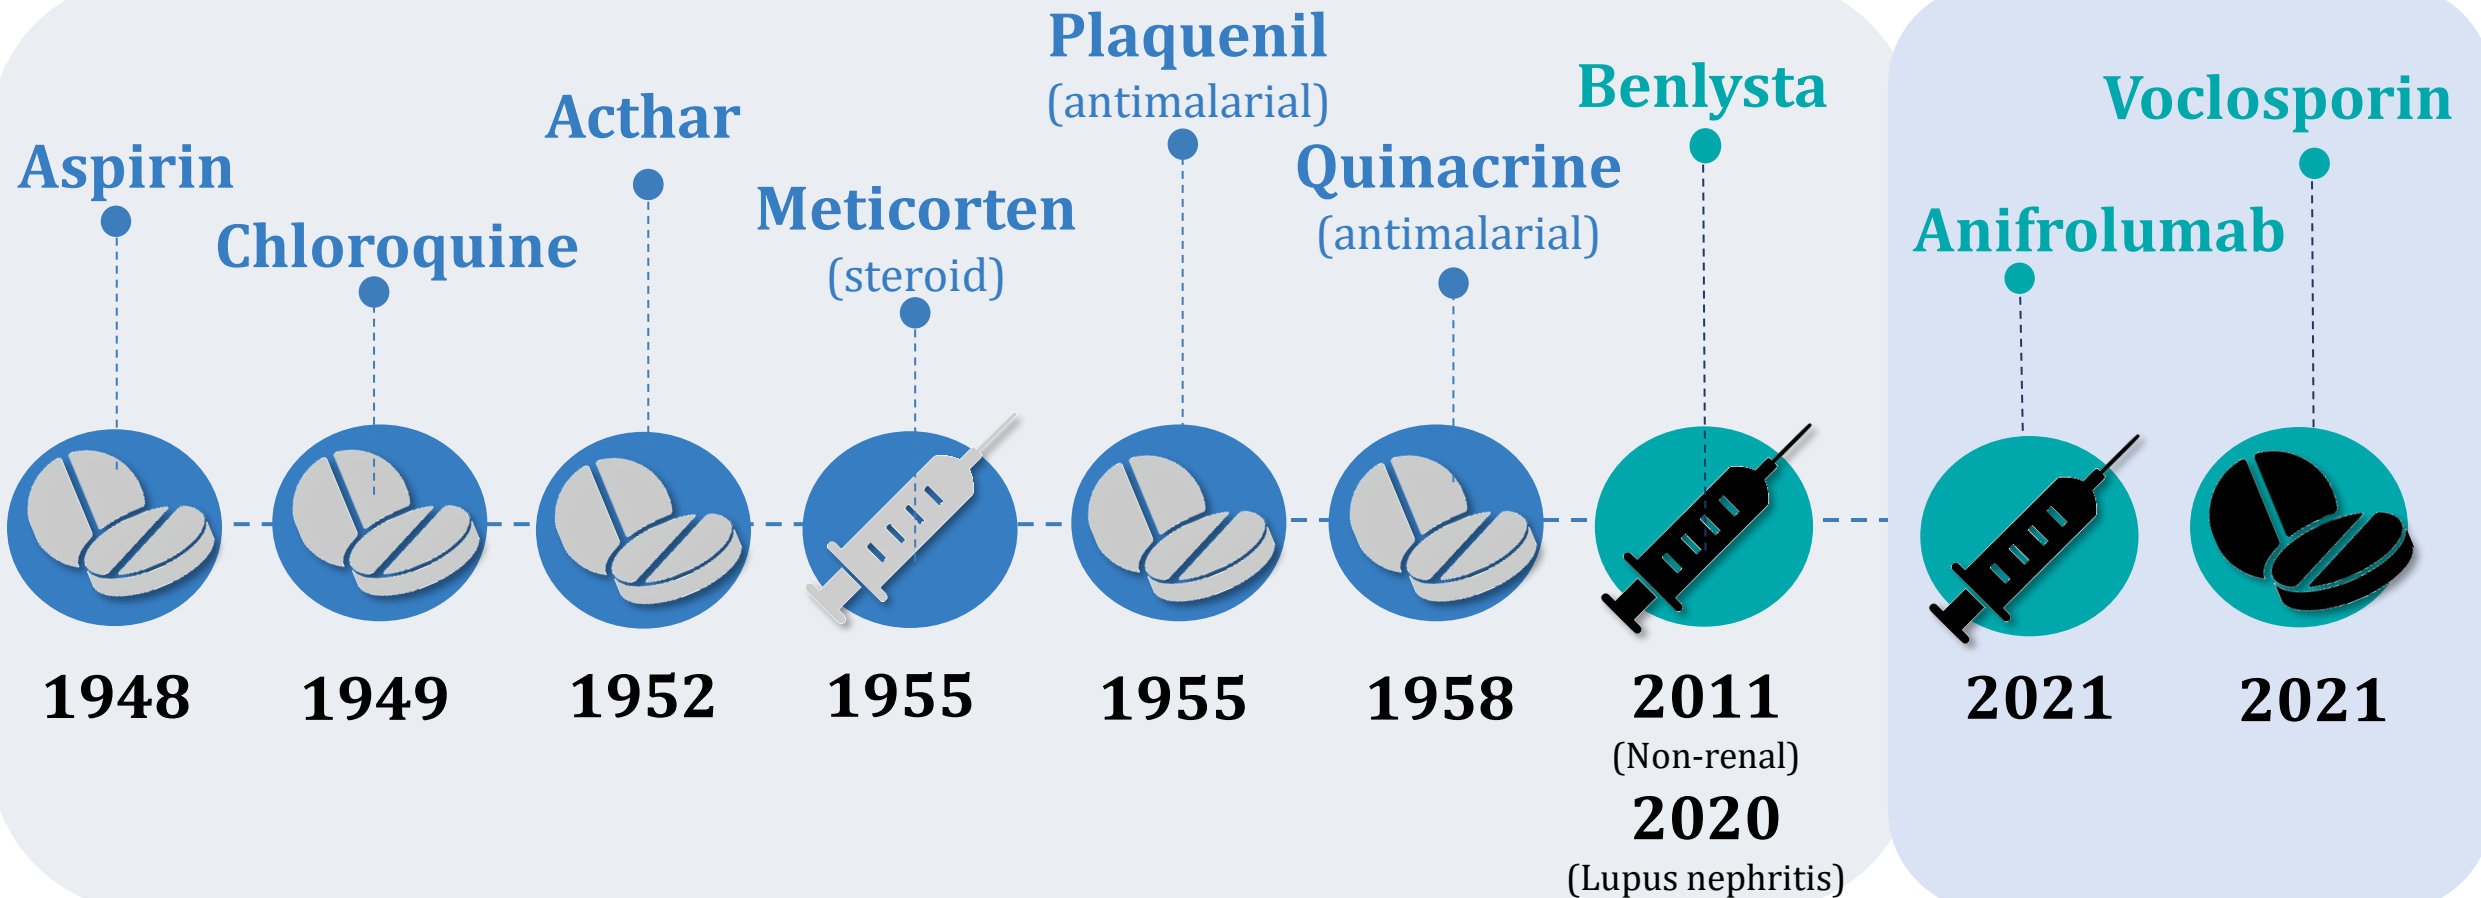 Aspirin
1948
Chloroquine
1949
Acthar
1952
Meticorten
(steroid)
1955
Plaquenil
(antimalarial)
1955
Quinacrine
(antimalarial)
1958
Benlysta
2011
(Non-renal)
2020
(Lupus nephritis)
Anifrolumab
2021
Voclosporin
2021